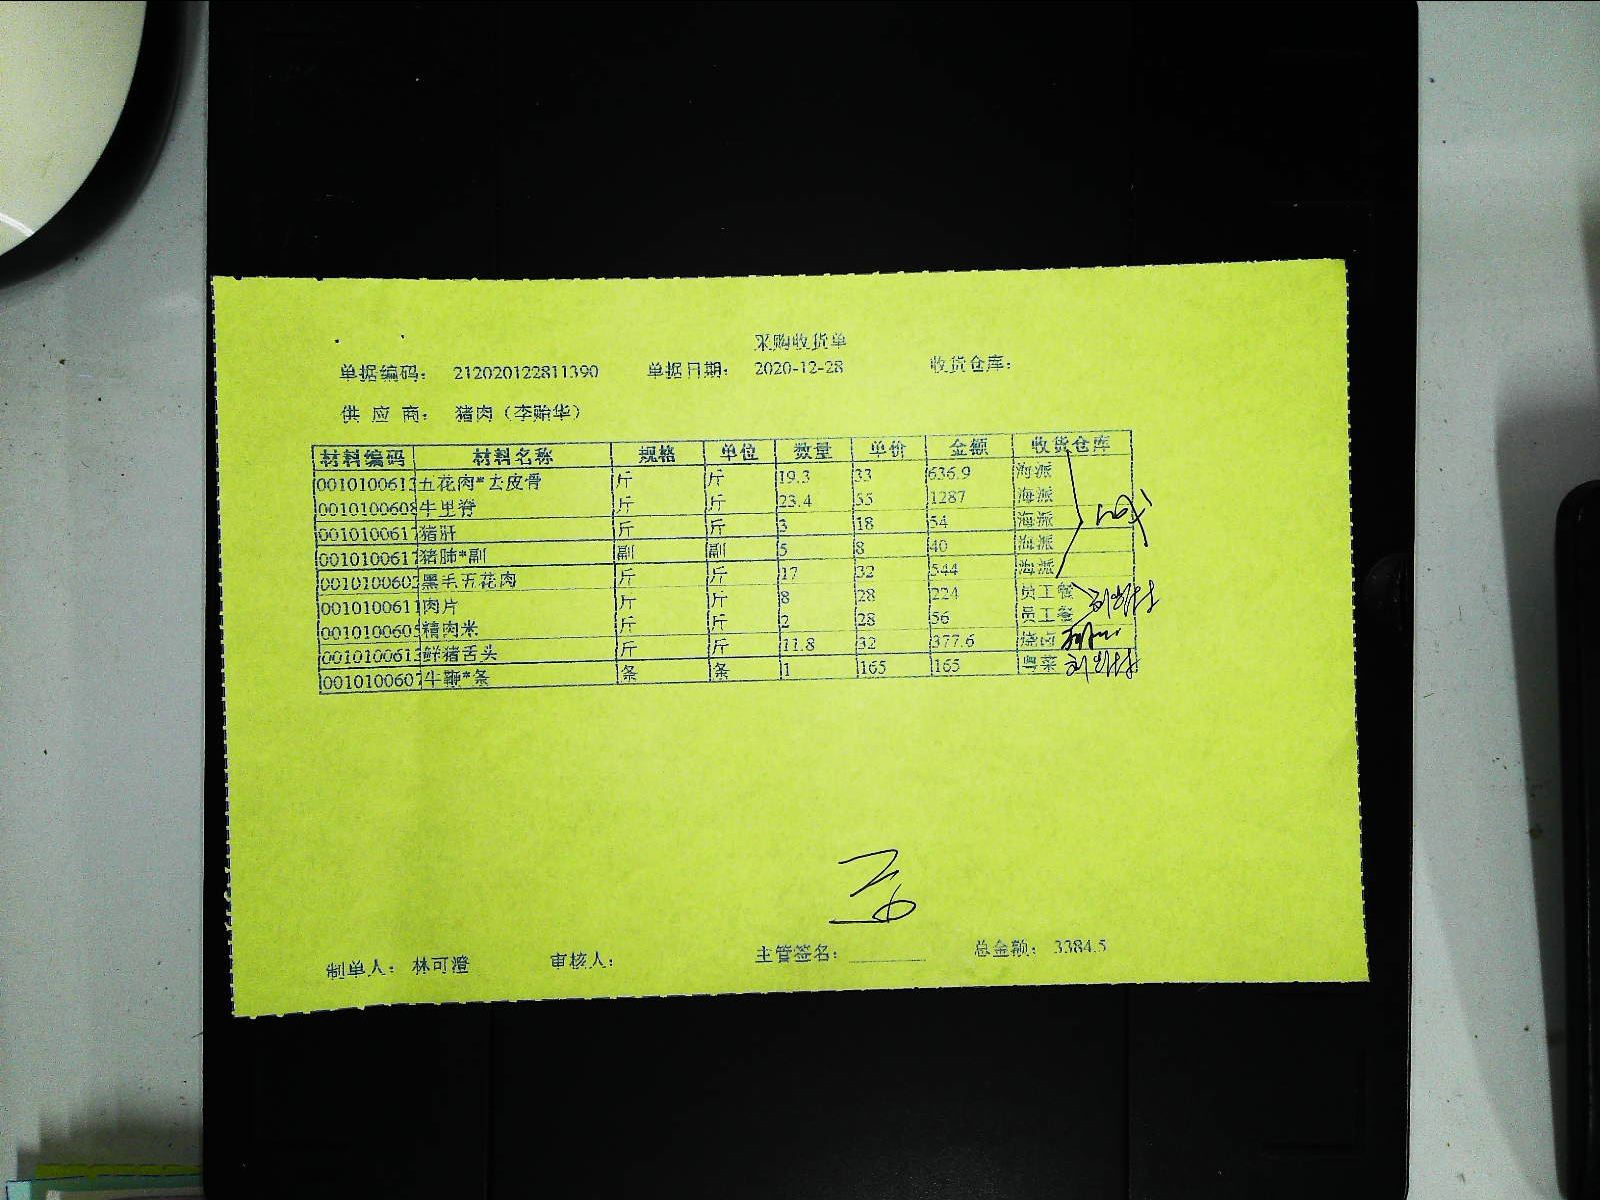 采购收货单
单据编码： 212020122811390 单据日期： 2020-12-28 收货仓库：
供 应 商： 猪肉（李贻华）
材料编码 材料名称 规格 单位 数量 单价 金额 收货仓库
0010100613 五花肉*去皮骨 斤 斤 19.3 33 636.9 海派
0010100608 牛里脊 斤 斤 23.4 55 1287 海派
0010100617 猪肝 斤 斤 3 18 54 海派
0010100617 猪肺*副 副 副 5 8 40 海派
0010100602 黑毛五花肉 斤 斤 17 32 544 海派
0010100611 肉片 斤 斤 8 28 224 员工餐
0010100605 精肉米 斤 斤 2 28 56 员工餐
0010100613 鲜猪舌头 斤 斤 11.8 32 377.6 烧卤
0010100607 牛鞭*条 条 条 1 165 165 粤菜
制单人： 林可澄 审核人： 主管签名： 总金额： 3384.5